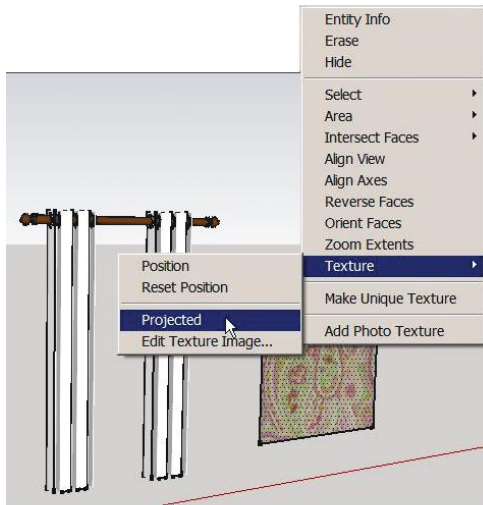 Entity Info
Erase
Hide
Select
Area
Intersect Faces
Align View
Align Axes
Reverse Faces
Orient Faces
Zoom Extents
Texture
Make Unique Texture
Add Photo Texture
Position
Reset Position
Projected
Edit Texture Image...